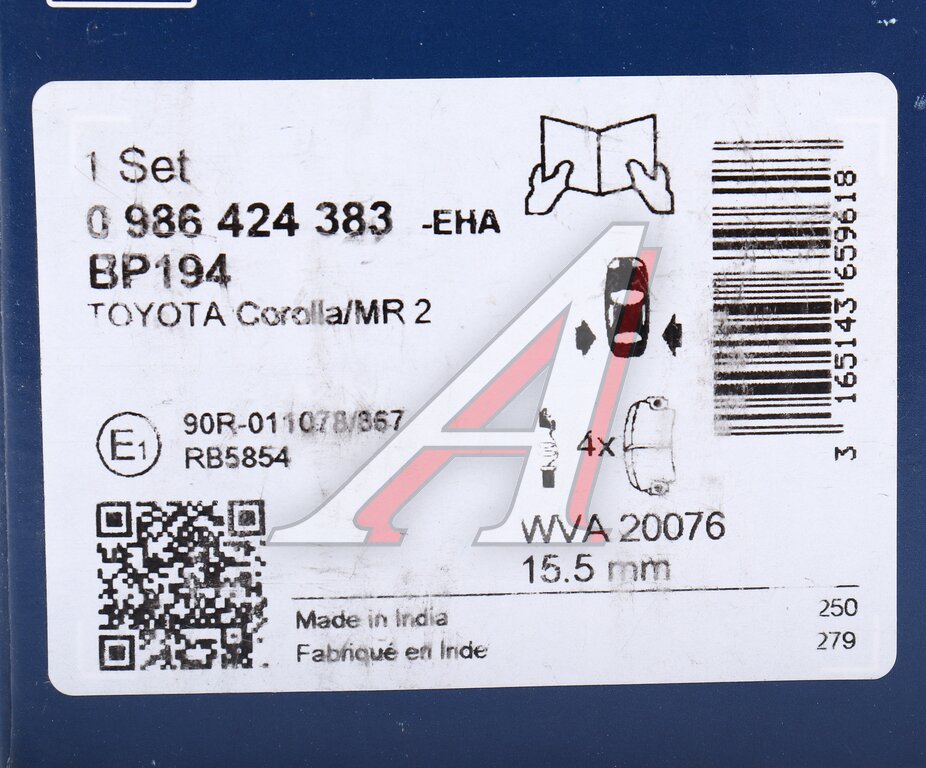 1 Set
0 986 424 383 -EHA
BP194
TOYOTA Corolla/MR 2
E1
90R-011078/867
RB5854
4x
WVA 20076
15.5 mm
Made in India
Fabriqué en Inde
250
279
3 165143 659618